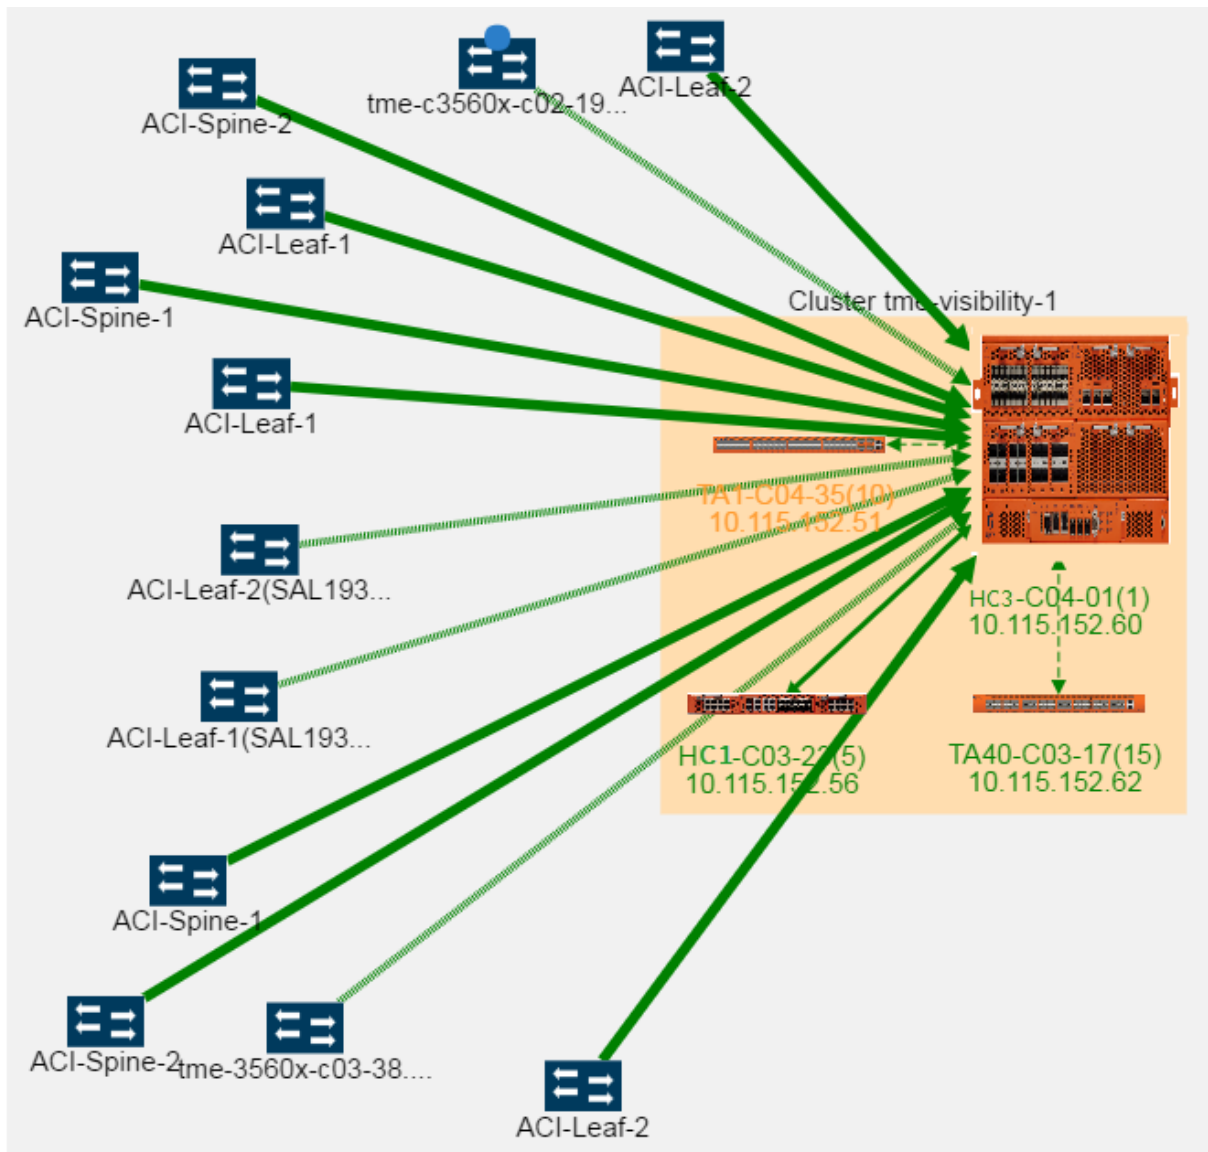 ACI-Leaf-2
tme-c3560x-c02-19...
ACI-Spine-2
ACI-Leaf-1
ACI-Spine-1
Cluster tme-visibility-1
ACI-Leaf-1
TA1-C04-35(10)
10.115.152.51
ACI-Leaf-2(SAL193...
HC3-C04-01(1)
10.115.152.60
ACI-Leaf-1(SAL193...
HC1-C03-22(5)
10.115.152.56
TA40-C03-17(15)
10.115.152.62
ACI-Spine-1
ACI-Spine-2
tme-3560x-c03-38....
ACI-Leaf-2